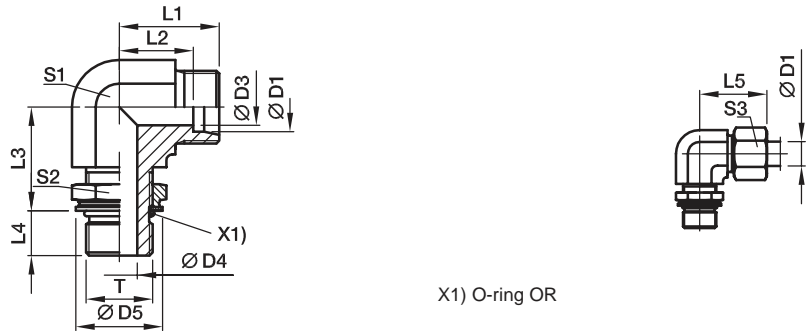 L1
L2
S1
Ø D3
Ø D1
L3
S2
L4
X1)
Ø D4
T
Ø D5
L5
S3
Ø D1
X1) O-ring OR